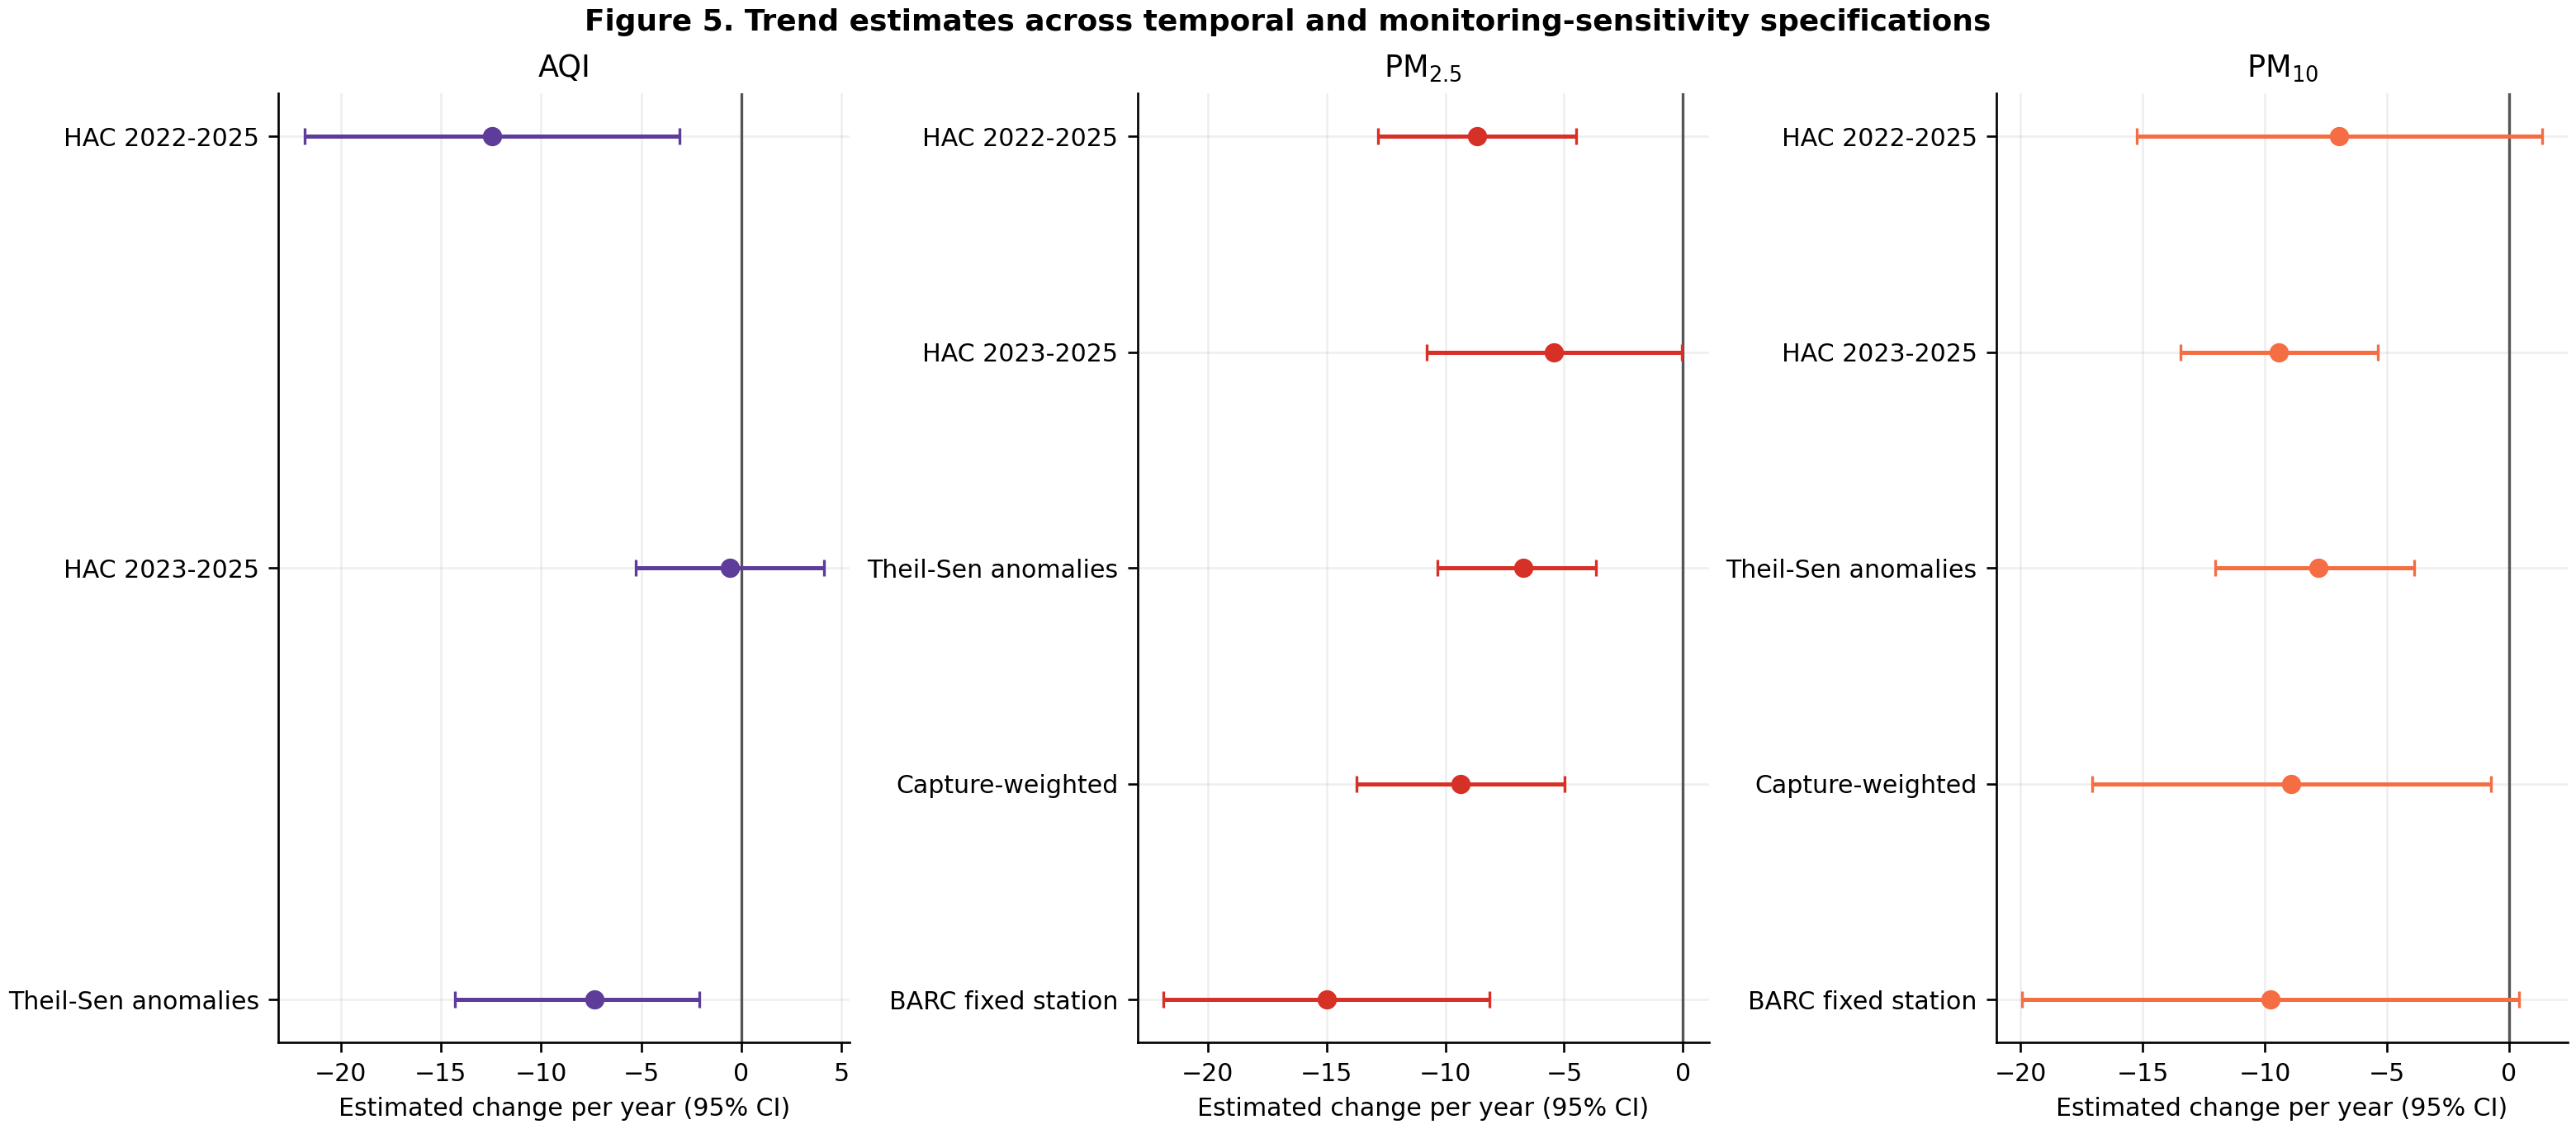 Figure 5. Trend estimates across temporal and monitoring-sensitivity specifications
AQI
HAC 2022-2025
HAC 2023-2025
Theil-Sen anomalies
−20 −15 −10 −5 0 5
Estimated change per year (95% CI)
PM2.5
HAC 2022-2025
HAC 2023-2025
Theil-Sen anomalies
Capture-weighted
BARC fixed station
−20 −15 −10 −5 0
Estimated change per year (95% CI)
PM10
HAC 2022-2025
HAC 2023-2025
Theil-Sen anomalies
Capture-weighted
BARC fixed station
−20 −15 −10 −5 0
Estimated change per year (95% CI)